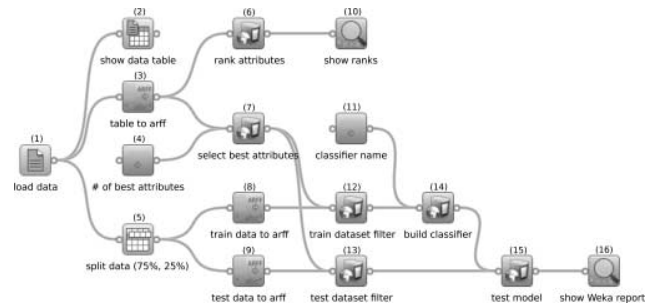 (2)
show data table
(6)
rank attributes
(10)
show ranks
(3)
ARFF
table to arff
(7)
select best attributes
(11)
classifier name
(1)
load data
(4)
# of best attributes
(8)
ARFF
train data to arff
(12)
train dataset filter
(14)
build classifier
(5)
split data (75%, 25%)
(9)
ARFF
test data to arff
(13)
test dataset filter
(15)
test model
(16)
show Weka report